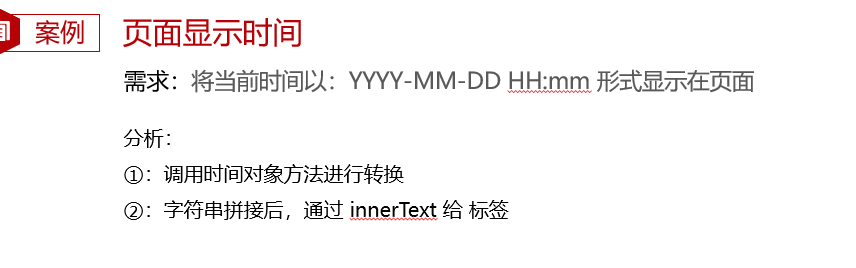 案例
页面显示时间
需求：将当前时间以：YYYY-MM-DD HH:mm 形式显示在页面
分析：
①：调用时间对象方法进行转换
②：字符串拼接后，通过 innerText 给 标签